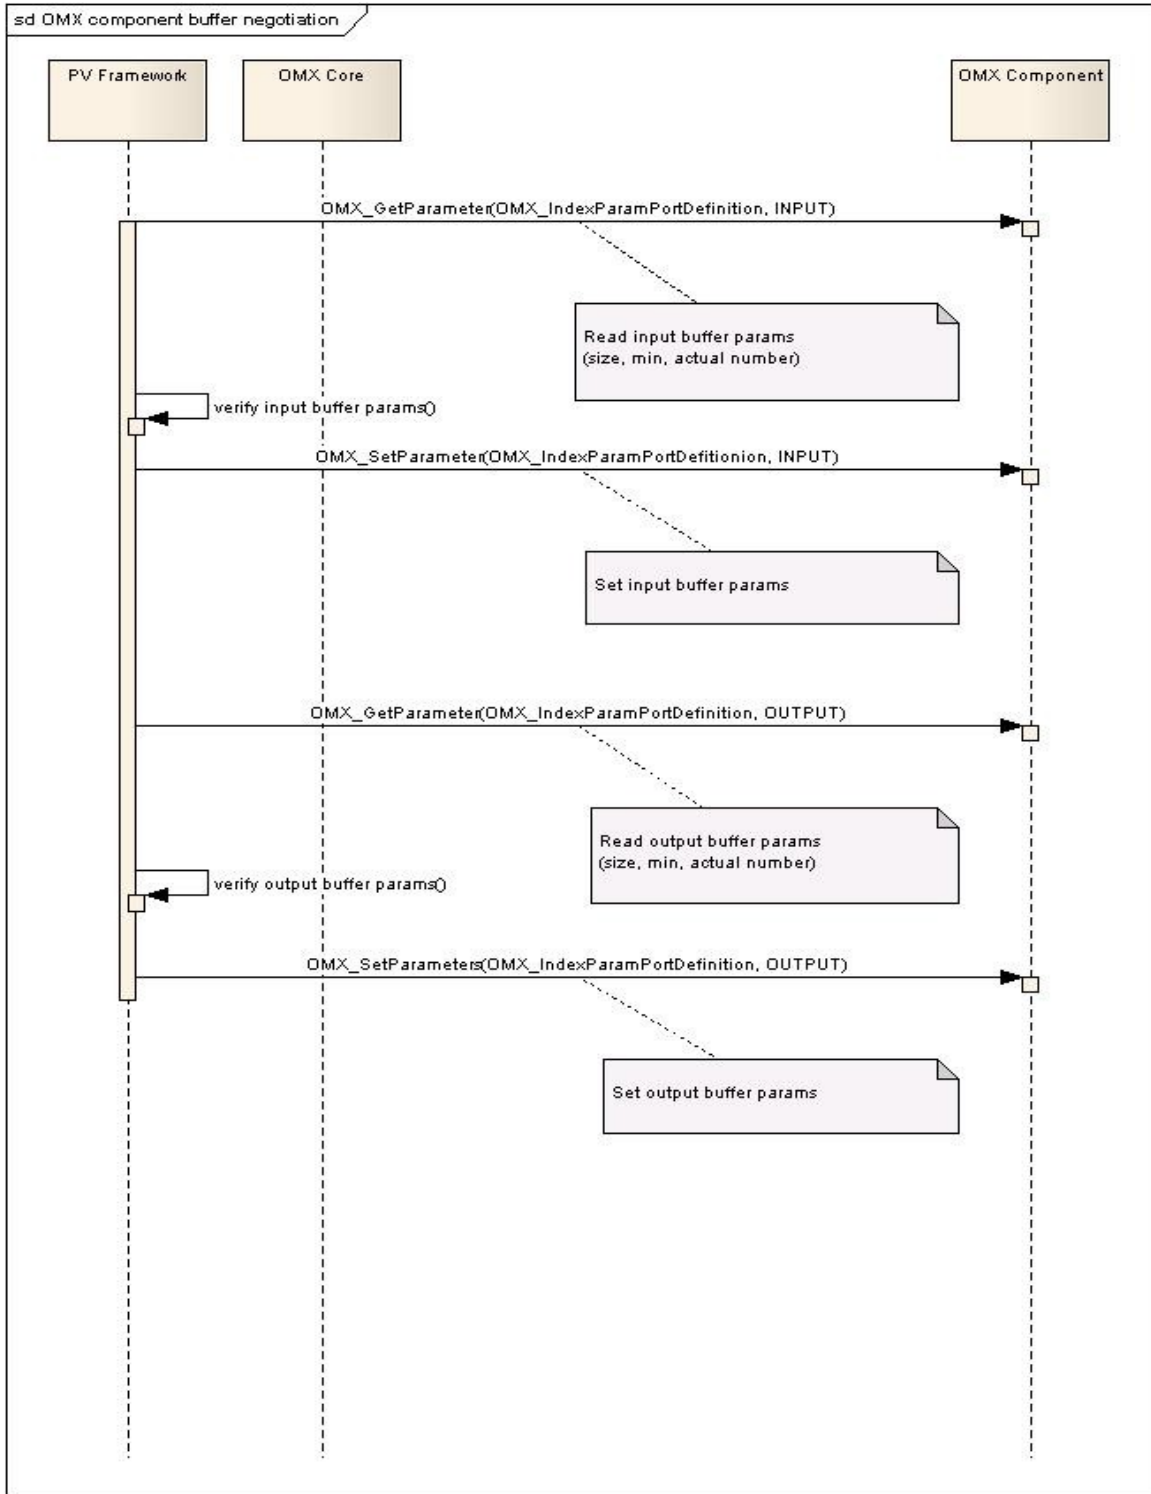 sd OMX component buffer negotiation
PV Framework
OMX Core
OMX Component
OMX_GetParameter(OMX_IndexParamPortDefinition, INPUT)
Read input buffer params
(size, min, actual number)
verify input buffer params()
OMX_SetParameter(OMX_IndexParamPortDefitionion, INPUT)
Set input buffer params
OMX_GetParameter(OMX_IndexParamPortDefinition, OUTPUT)
Read output buffer params
(size, min, actual number)
verify output buffer params()
OMX_SetParameters(OMX_IndexParamPortDefinition, OUTPUT)
Set output buffer params